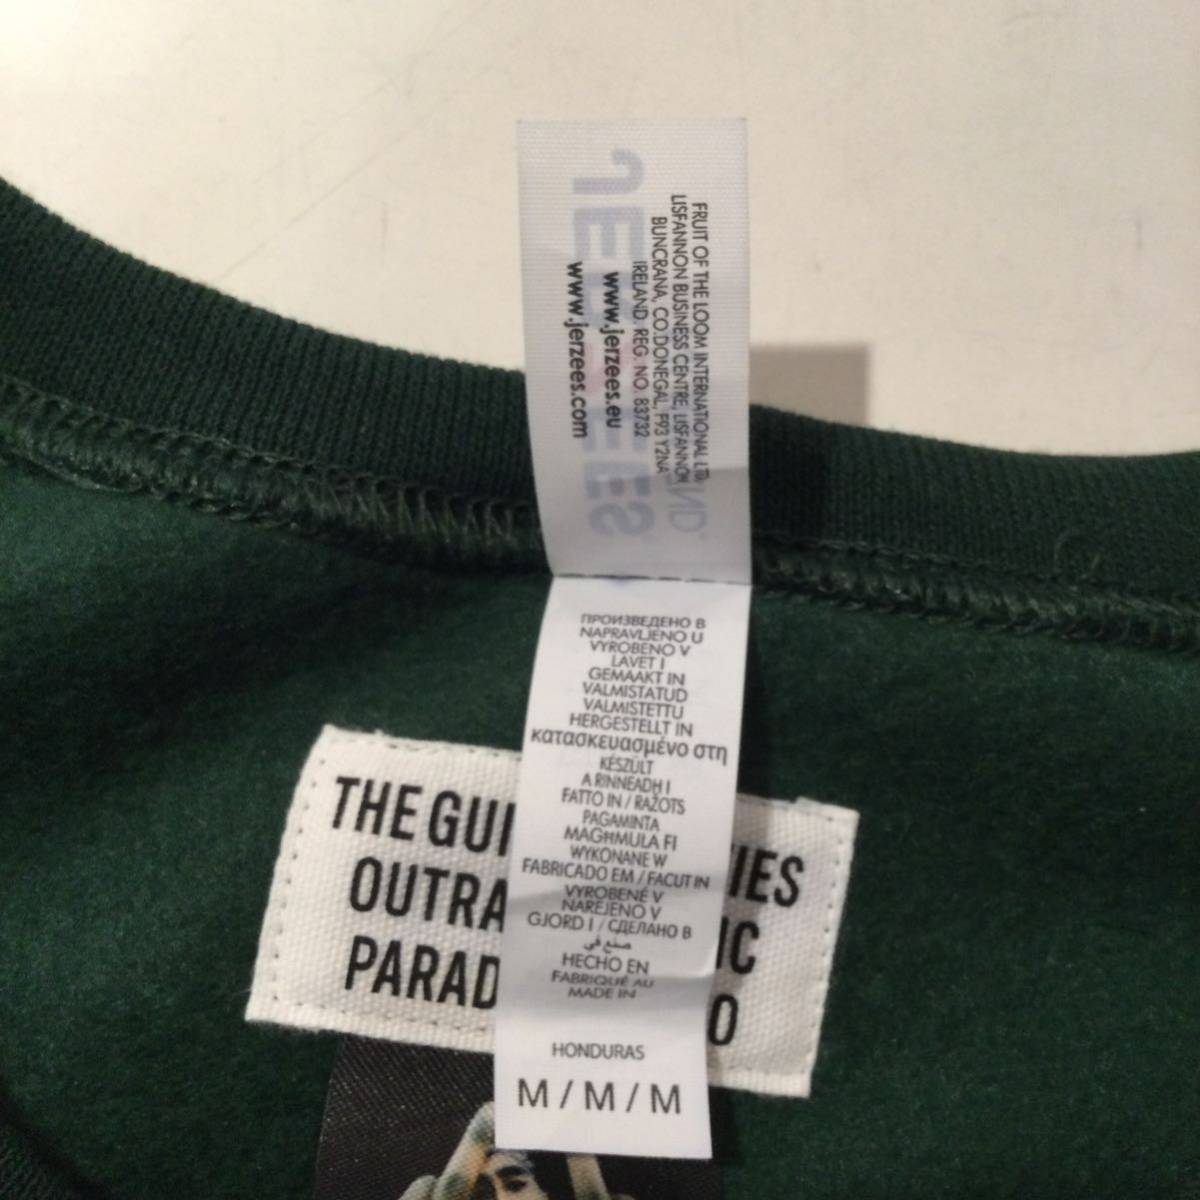 FRUIT OF THE LOOM INTERNATIONAL LTD
LISFANNON BUSINESS CENTRE, LISFANNON
BUNCRANA, CO.DONEGAL, F93 Y2NA
IRELAND. REG. NO. 83732
www.jerzees.eu
www.jerzees.com
ПРОИЗВЕДЕНО В
NAPRAVLJENO U
VYROBENO V
LAVET I
GEMAAKT IN
VALMISTATUD
VALMISTETTU
HERGESTELLT IN
κατασκευασμένο στη
KÉSZÜLT
A RINNEADH I
FATTO IN / RAŽOTS
PAGAMINTA
MAGĦMULA FI
WYKONANE W
FABRICADO EM / FACUT IN
VYROBENÉ V
NAREJENO V
GJORD I / СДЕЛАНО В
صنع في
HECHO EN
FABRIQUÉ AU
MADE IN
HONDURAS
M / M / M
THE